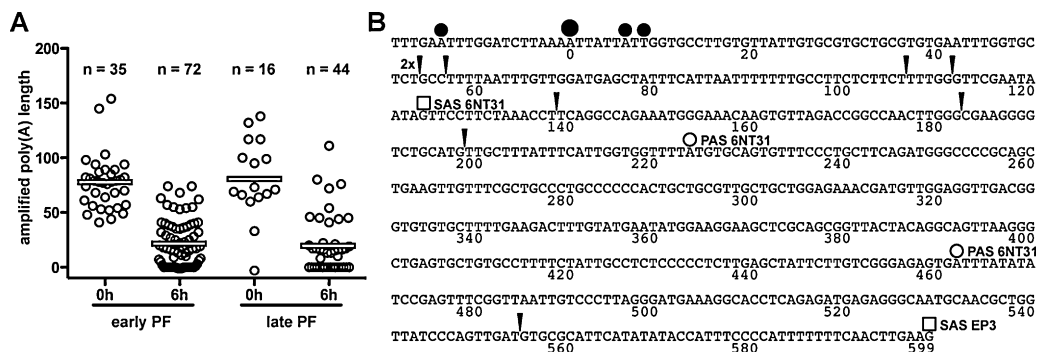 A
B
200
150
100
50
0
amplified poly(A) length
n = 35
n = 72
n = 16
n = 44
0h
6h
0h
6h
early PF
late PF
TTTGAATTTGGATCTTAAAATTATTATTGGTGCCTTGTGTTATTGTGCGTGCTGCGTGTGAATTTGGTGC
0 20 40
2x
TCTGCCTTTTAATTTGTTGGATGAGCTATTTCATTAATTTTTTTGCCTTCTCTTCTTTTGGGTTCGAATA
60 80 100 120
SAS 6NT31
ATAGTTCCTTCTAAACCTTCAGGCCAGAAATGGGAAACAAGTGTTAGACCGGCCAACTTGGGCGAAGGGG
140 160 180
PAS 6NT31
TCTGCATGTTGCTTTATTTCATTGGTGGTTTTATGTGCAGTGTTTCCCTGCTTCAGATGGGCCCCGCAGC
200 220 240 260
TGAAGTTGTTTCGCTGCCCTGCCCCCCACTGCTGCGTTGCTGCTGGAGAAACGATGTTGGAGGTTGACGG
280 300 320
GTGTGTGCTTTTGAAGACTTTGTATGAATATGGAAGGAAGCTCGCAGCGGTTACTACAGGCAGTTAAGGG
340 360 380 400
CTGAGTGCTGTGCCTTTTCTATTGCCTCTCCCCCTCTTGAGCTATTCTTGTCGGGAGAGTGATTTATATA
420 440 460
PAS 6NT31
TCCGAGTTTCGGTTAATTGTCCCTTAGGGATGAAAGGCACCTCAGAGATGAGAGGGCAATGCAACGCTGG
480 500 520 540
SAS EP3
TTATCCCAGTTGATGTGCGCATTCATATATACCATTTCCCCATTTTTTTCAACTTGAAG
560 580 599